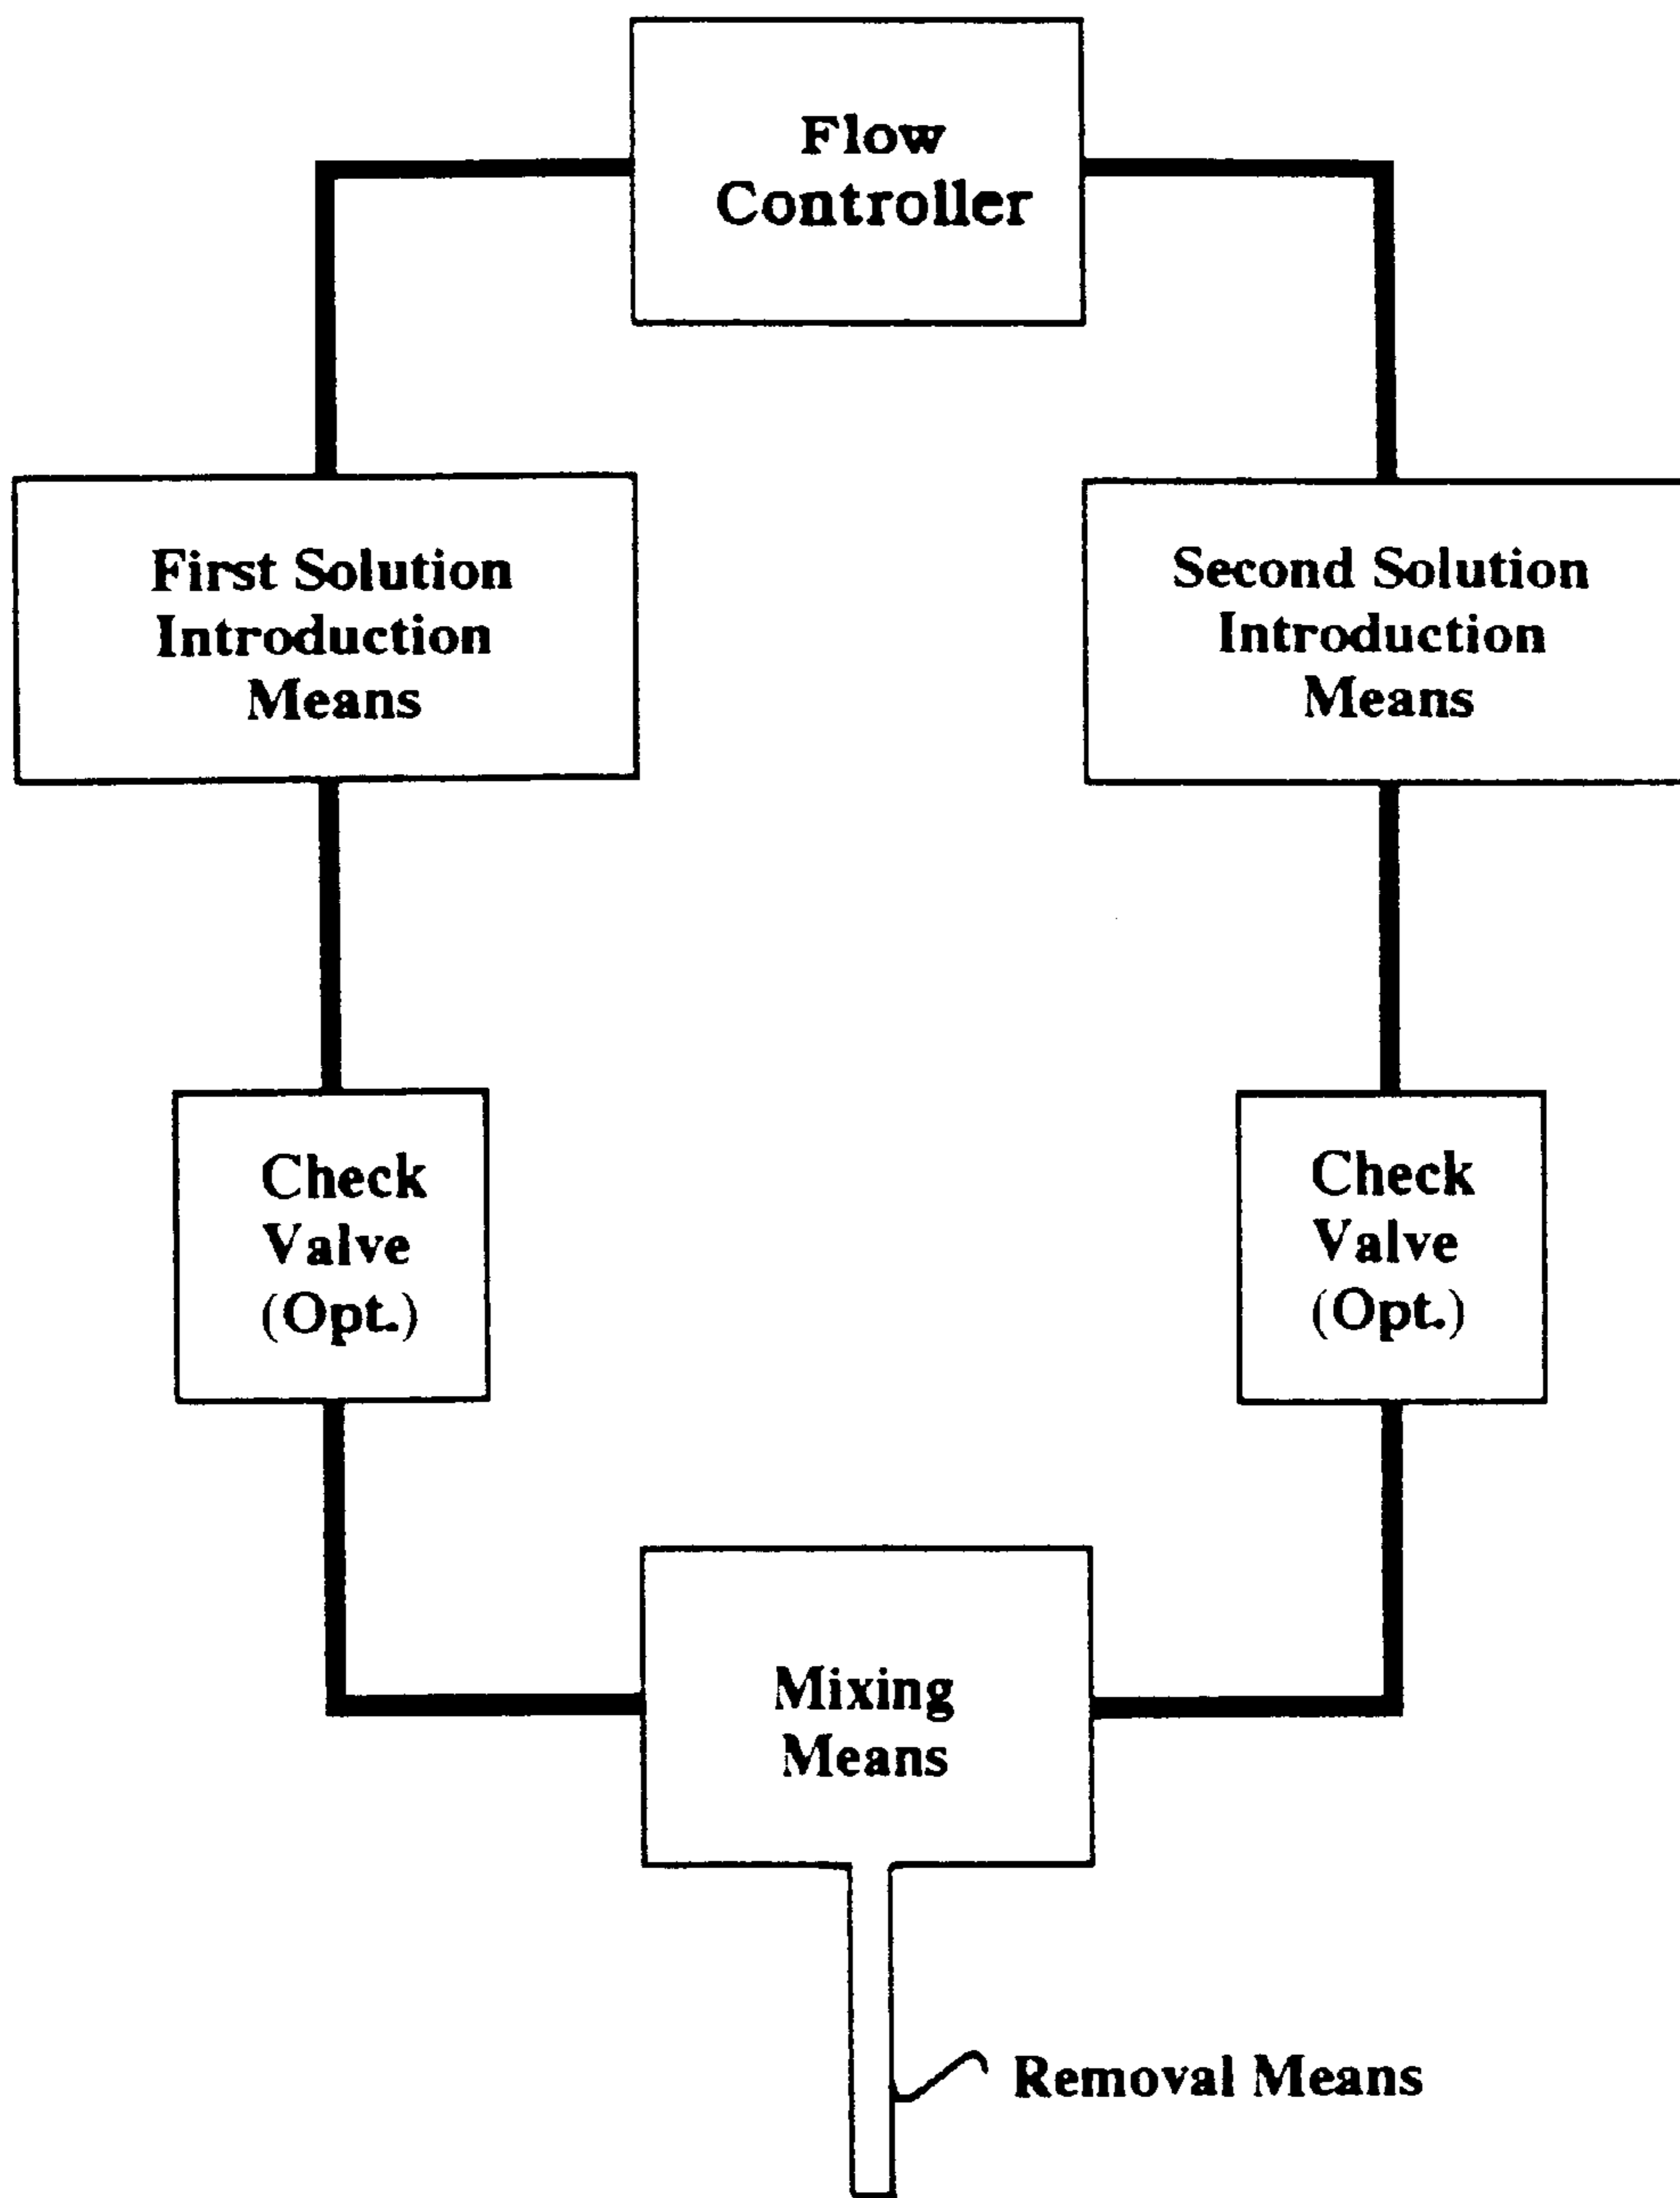 Flow
Controller
First Solution
Introduction
Means
Second Solution
Introduction
Means
Check
Valve
(Opt.)
Check
Valve
(Opt.)
Mixing
Means
Removal Means